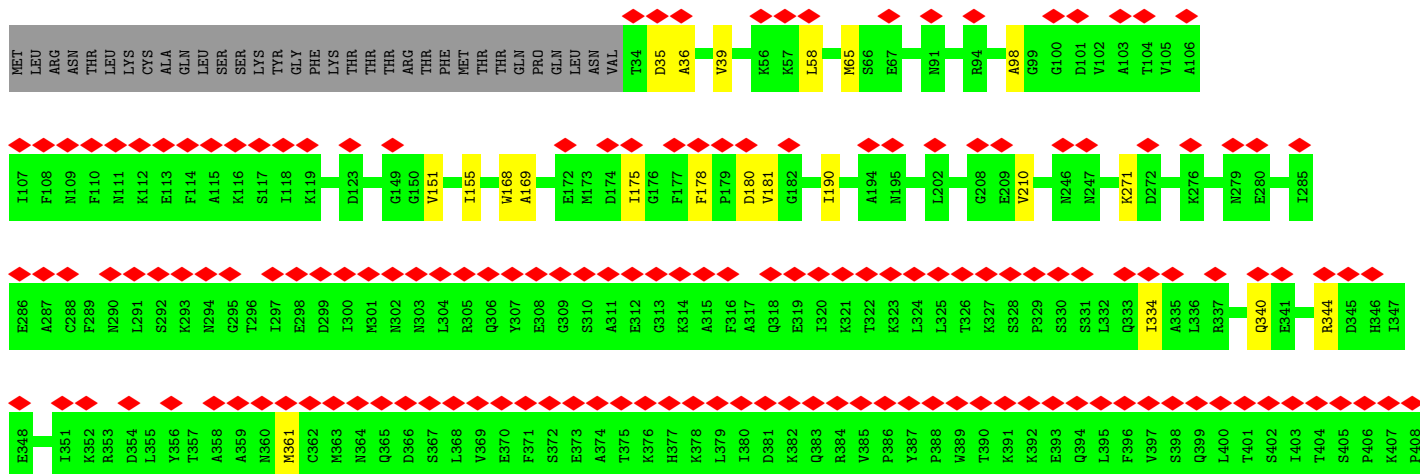 MET LEU ARG ASN THR LEU LYS CYS ALA GLN LEU SER SER LYS TYR GLY PHE LYS THR THR THR ARG THR PHE MET THR THR GLN PRO GLN LEU ASN VAL T34 D35 A36 V39 K56 K57 L58 M65 S66 E67 N91 R94 A98 G99 G100 D101 V102 A103 T104 V105 A106
I107 F108 N109 F110 N111 K112 E113 F114 A115 K116 S117 I118 K119 D123 G149 G150 V151 I155 W168 A169 E172 M173 D174 I175 G176 F177 F178 P179 D180 V181 G182 I190 A194 N195 L202 G208 E209 V210 N246 N247 K271 D272 K276 N279 E280 I285
E286 A287 C288 F289 N290 L291 S292 K293 N294 G295 T296 I297 E298 D299 I300 M301 N302 N303 L304 R305 Q306 Y307 E308 G309 S310 A311 E312 G313 K314 A315 F316 A317 Q318 E319 I320 K321 T322 K323 L324 L325 T326 K327 S328 P329 S330 S331 L332 Q333 I334 A335 L336 R337 Q340 E341 R344 D345 H346 I347
E348 I351 K352 R353 D354 L355 Y356 T357 A358 A359 N360 M361 C362 M363 N364 Q365 D366 S367 L368 V369 E370 F371 S372 E373 A374 T375 K376 H377 K378 K379 I380 D381 K382 Q383 R384 V385 P386 Y387 P388 W389 T390 K391 K392 E393 Q394 L395 F396 V397 S398 Q399 L400 T401 S402 I403 T404 S405 P406 K407 P408